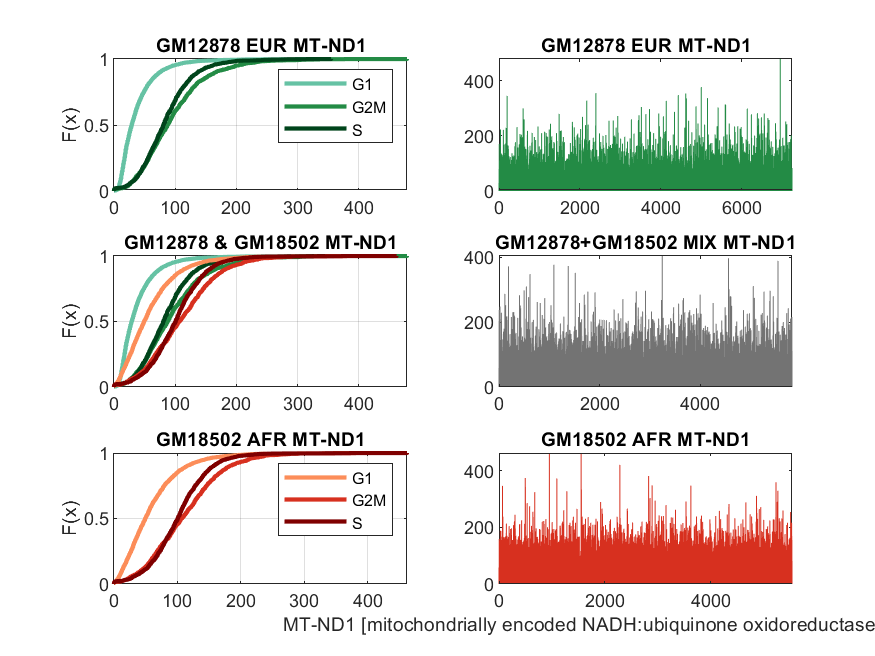 GM12878 EUR MT-ND1
F(x)
1
0.5
0
0 100 200 300 400
G1
G2M
S
GM12878 EUR MT-ND1
400
200
0
0 2000 4000 6000
GM12878 & GM18502 MT-ND1
F(x)
1
0.5
0
0 100 200 300 400
GM12878+GM18502 MIX MT-ND1
400
300
200
100
0
0 2000 4000
GM18502 AFR MT-ND1
F(x)
1
0.5
0
0 100 200 300 400
G1
G2M
S
GM18502 AFR MT-ND1
400
200
0
0 2000 4000
MT-ND1 [mitochondrially encoded NADH:ubiquinone oxidoreductase